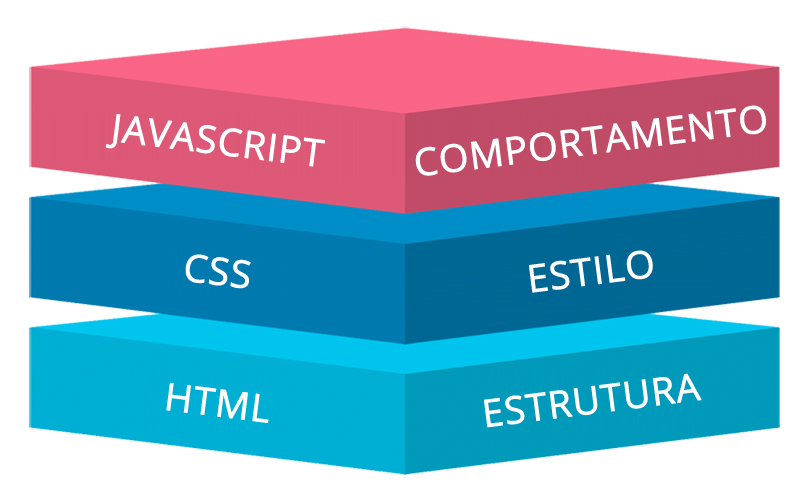 JAVASCRIPT
COMPORTAMENTO
CSS
ESTILO
HTML
ESTRUTURA